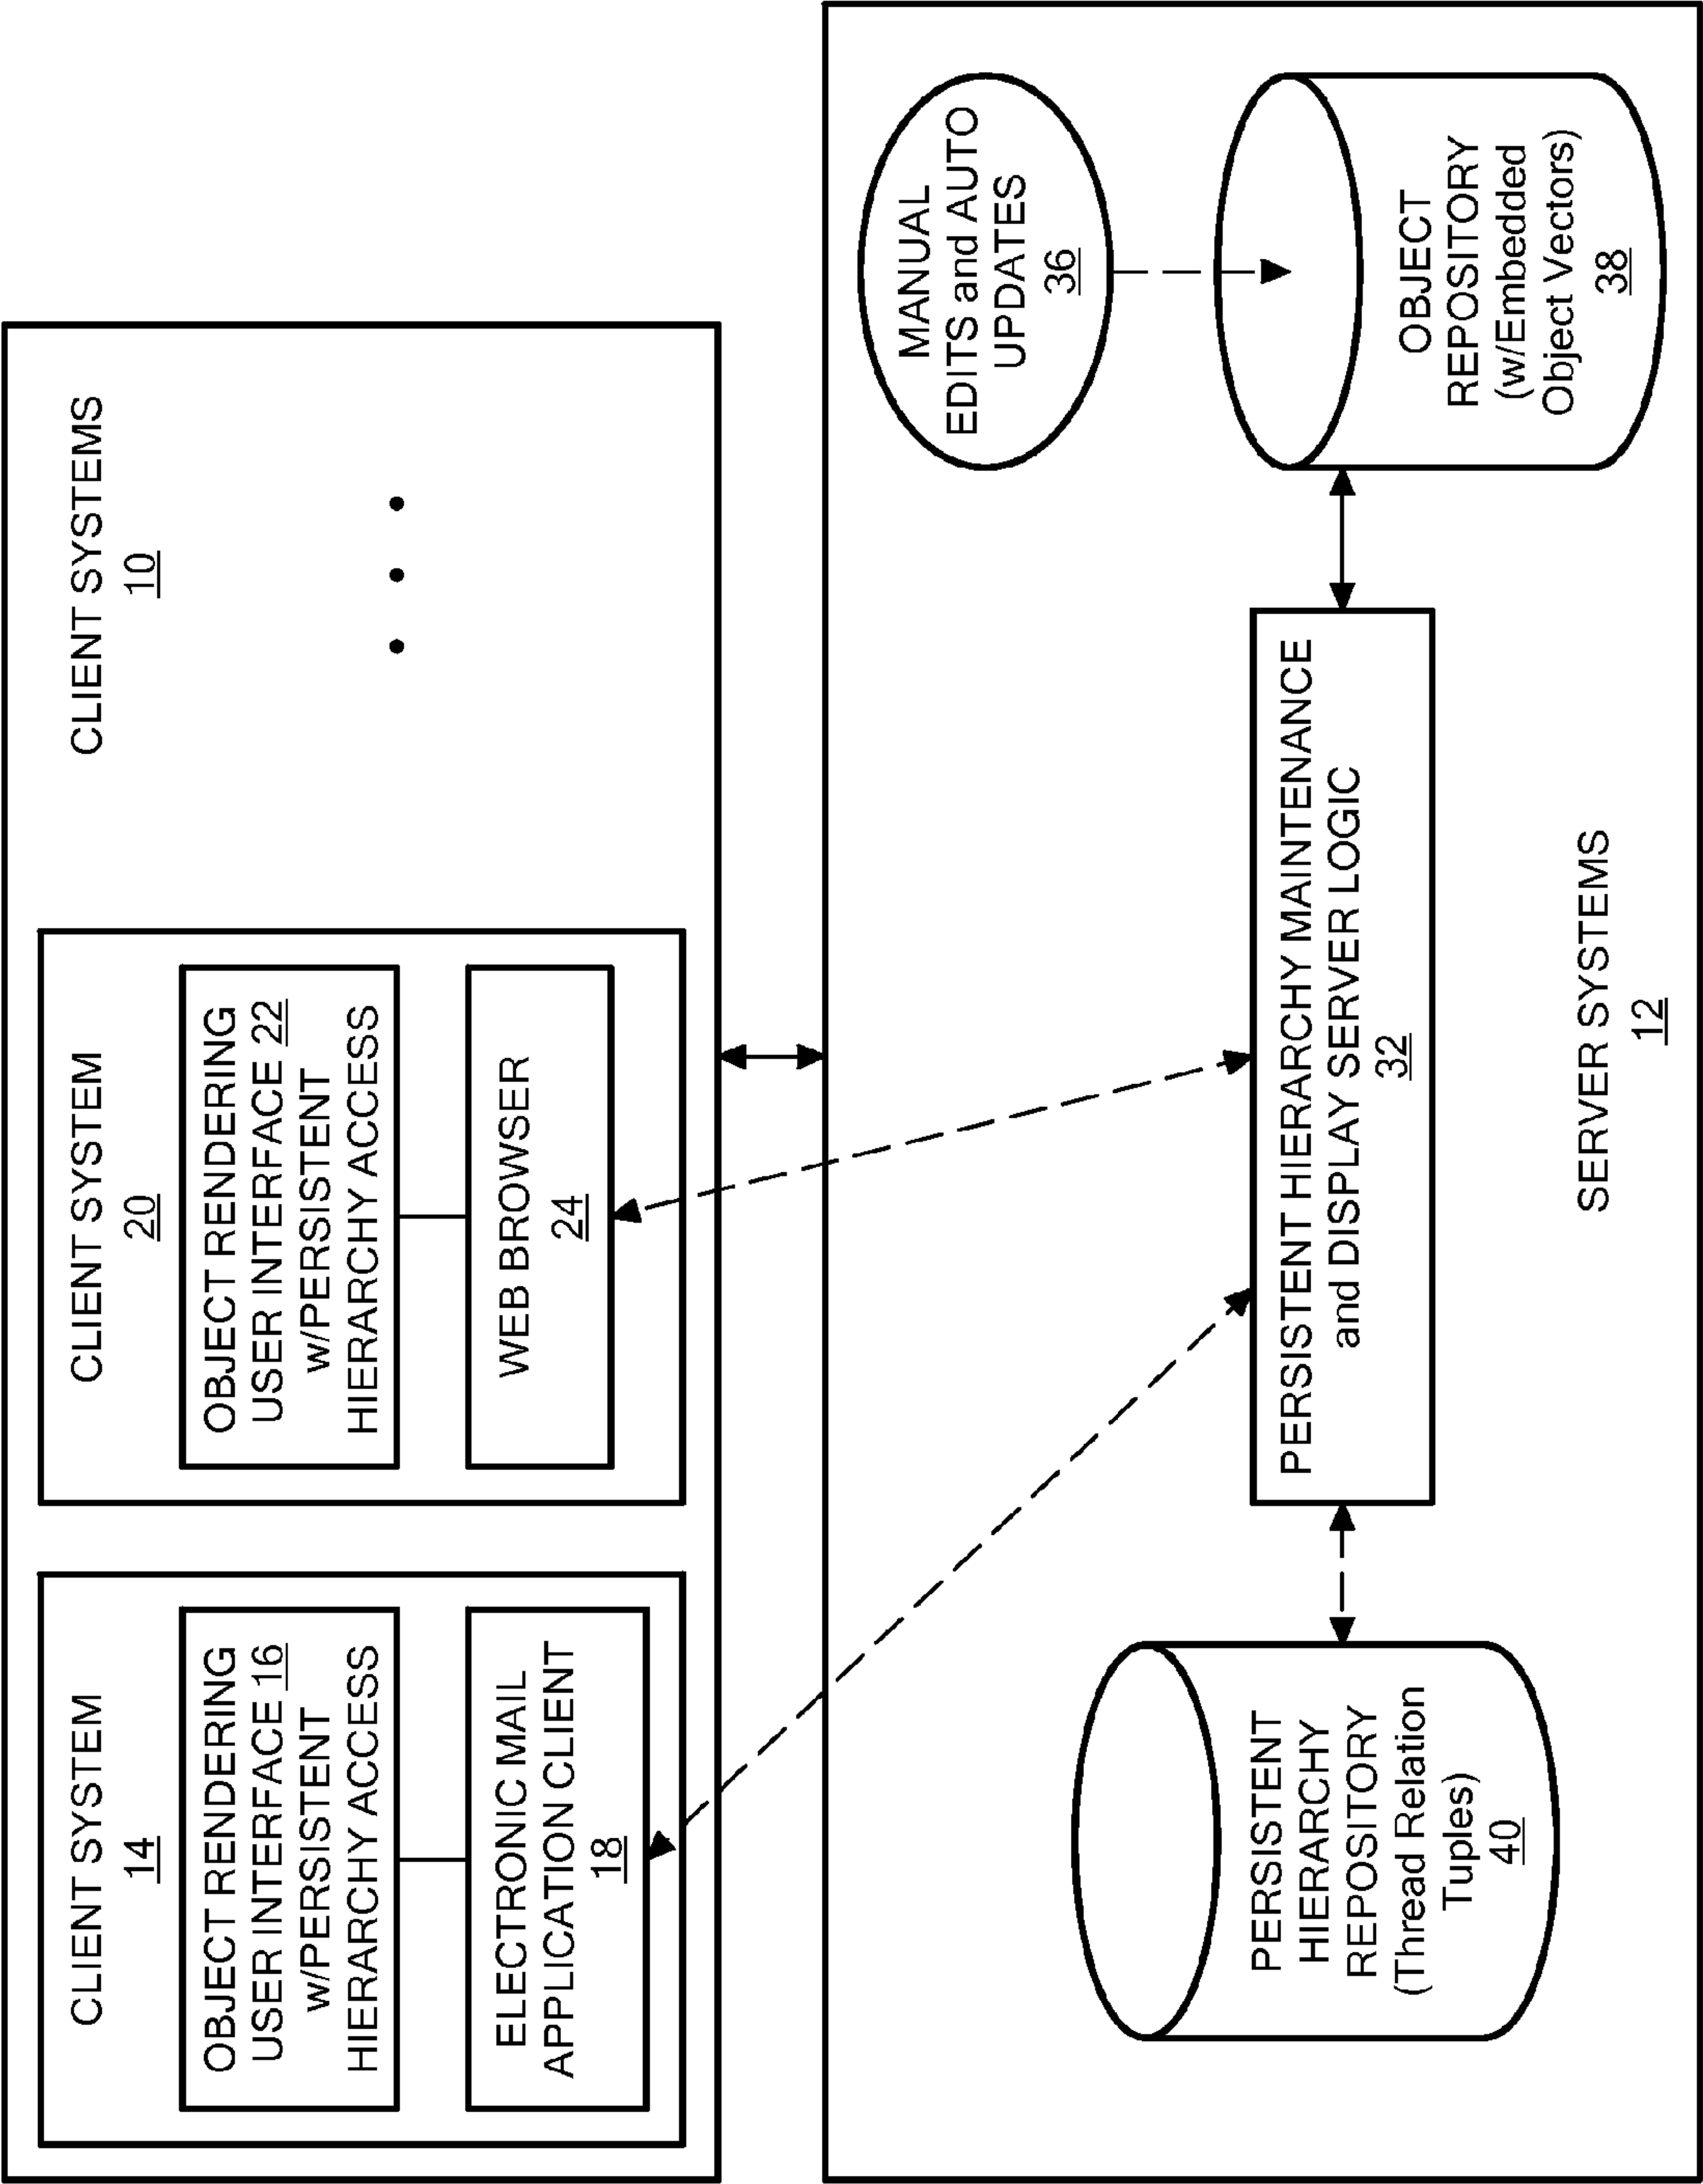 CLIENT SYSTEMS
10
CLIENT SYSTEM
14
OBJECT RENDERING
USER INTERFACE 16
w/PERSISTENT
HIERARCHY ACCESS
ELECTRONIC MAIL
APPLICATION CLIENT
18
CLIENT SYSTEM
20
OBJECT RENDERING
USER INTERFACE 22
w/PERSISTENT
HIERARCHY ACCESS
WEB BROWSER
24
PERSISTENT
HIERARCHY
REPOSITORY
(Thread Relation
Tuples)
40
PERSISTENT HIERARCHY MAINTENANCE
and DISPLAY SERVER LOGIC
32
MANUAL
EDITS and AUTO
UPDATES
36
OBJECT
REPOSITORY
(w/Embedded
Object Vectors)
38
SERVER SYSTEMS
12